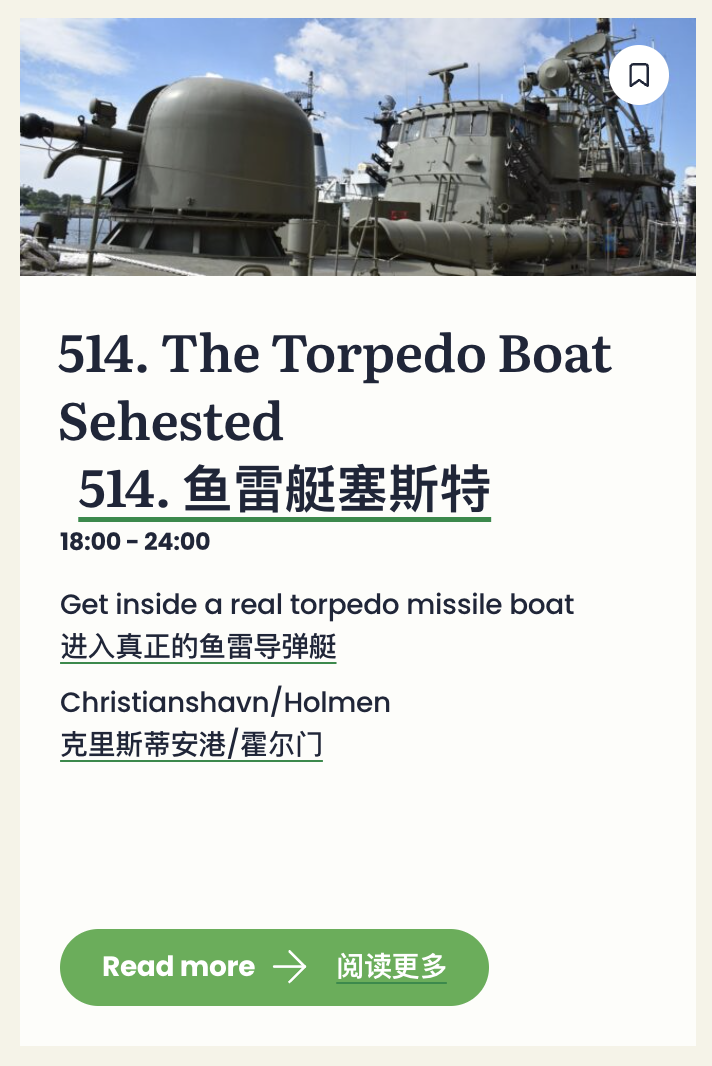 514. The Torpedo Boat
Sehested
514. 鱼雷艇塞斯特
18:00 – 24:00
Get inside a real torpedo missile boat
进入真正的鱼雷导弹艇
Christianshavn/Holmen
克里斯蒂安港/霍尔门
Read more → 阅读更多